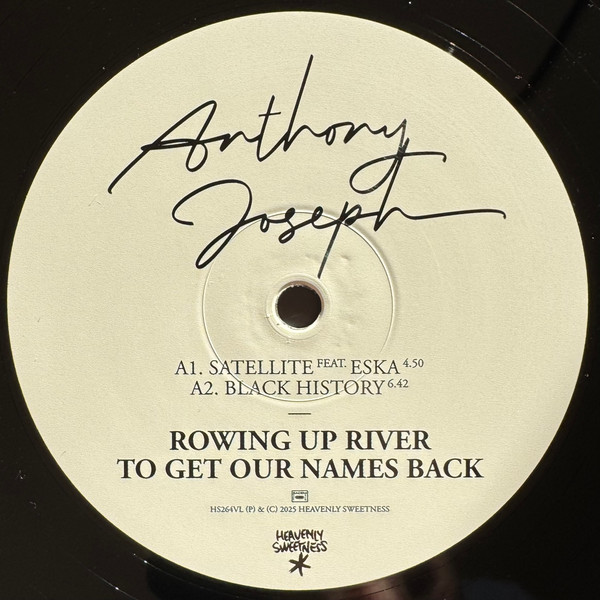 Anthony
Joseph
A1. SATELLITE FEAT. ESKA 4.50
A2. BLACK HISTORY 6.42
ROWING UP RIVER
TO GET OUR NAMES BACK
HS264VL (P) & (C) 2025 HEAVENLY SWEETNESS
HEAVENLY
SWEETNESS